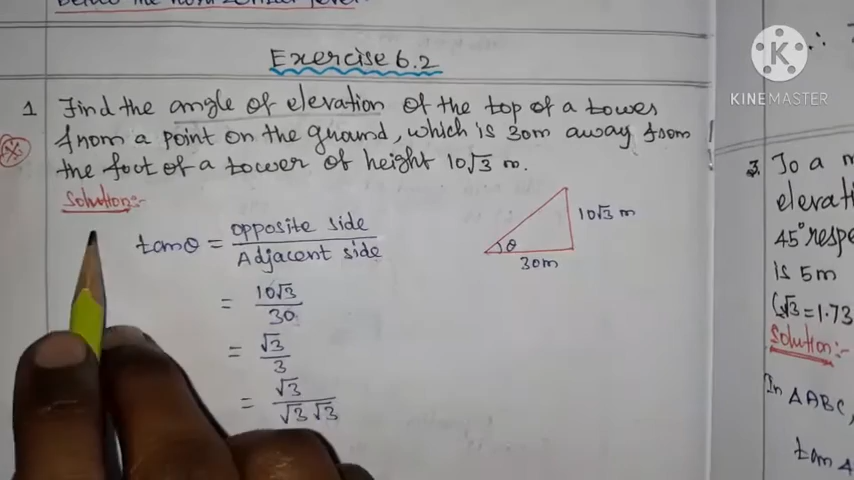 Exercise 6.2
1 Find the angle of elevation of the top of a tower
from a point on the ground, which is 30m away from
the foot of a tower of height 10√3 m.
Solution:-
tanθ = opposite side / Adjacent side
= 10√3 / 30
= √3 / 3
= √3 / √3 √3
10√3 m
θ
30m
KINEMASTER
3. To a
elevati
45° resp
is 5m
(√3 = 1.73
Solution:-
In ΔABC,
tan